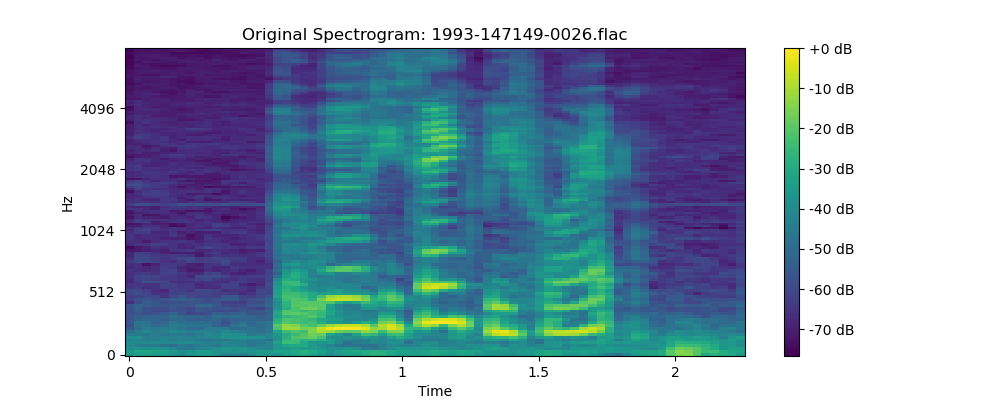 Original Spectrogram: 1993-147149-0026.flac
Hz
4096
2048
1024
512
0
0
0.5
1
1.5
2
Time
+0 dB
-10 dB
-20 dB
-30 dB
-40 dB
-50 dB
-60 dB
-70 dB